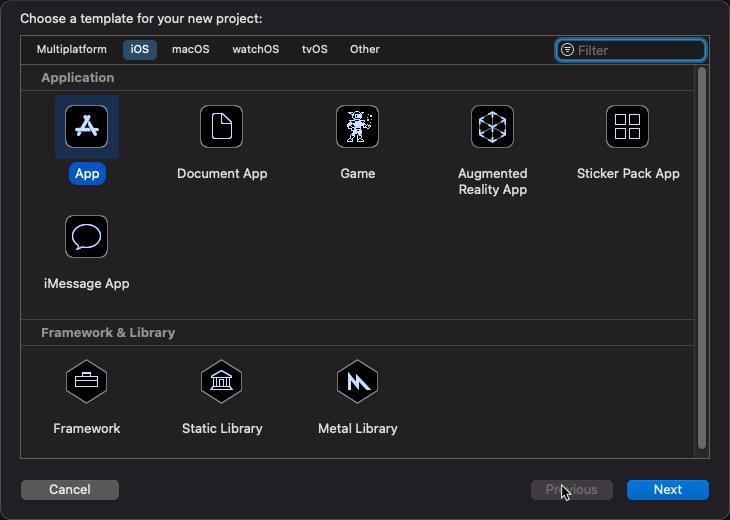 Choose a template for your new project:
Multiplatform iOS macOS watchOS tvOS Other Filter
Application
App Document App Game Augmented Reality App Sticker Pack App
iMessage App
Framework & Library
Framework Static Library Metal Library
Cancel Previous Next